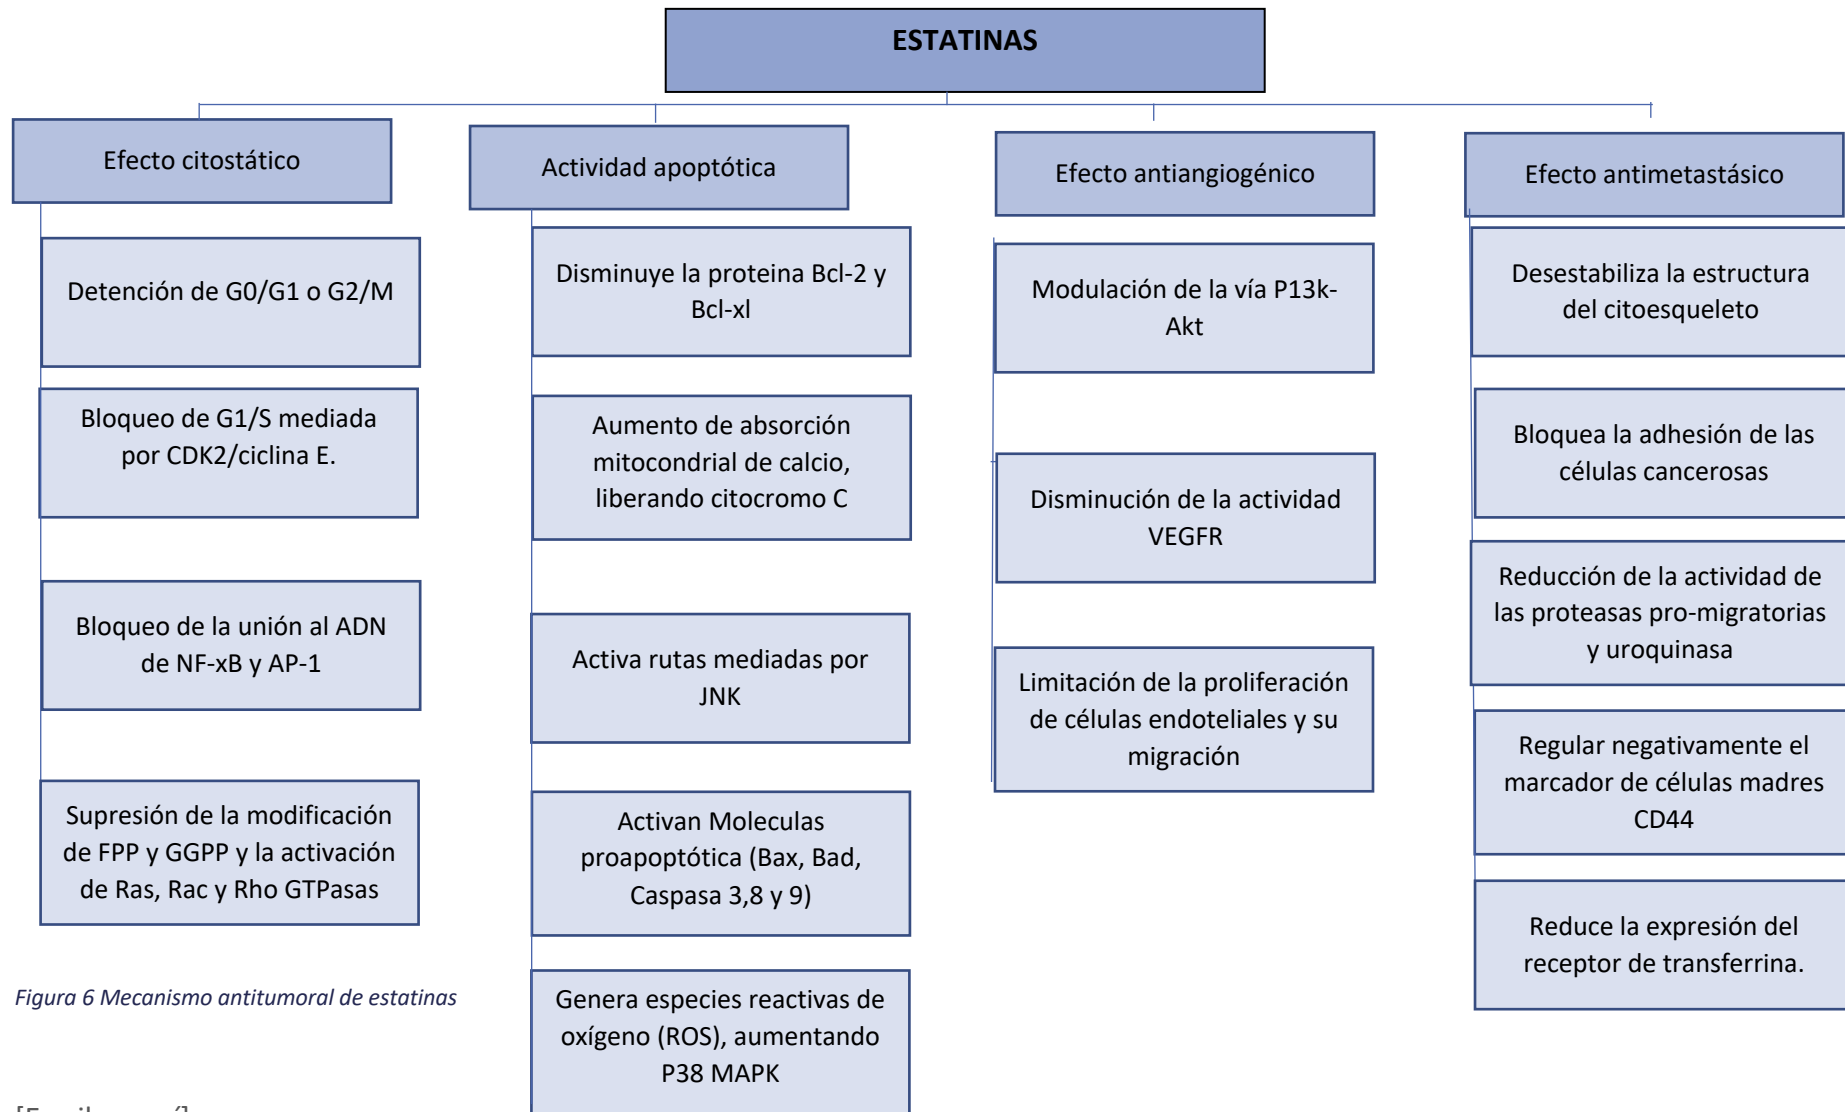 ESTATINAS
Efecto citostático
Detención de G0/G1 o G2/M
Bloqueo de G1/S mediada
por CDK2/ciclina E.
Bloqueo de la unión al ADN
de NF-xB y AP-1
Supresión de la modificación
de FPP y GGPP y la activación
de Ras, Rac y Rho GTPasas
Actividad apoptótica
Disminuye la proteina Bcl-2 y
Bcl-xl
Aumento de absorción
mitocondrial de calcio,
liberando citocromo C
Activa rutas mediadas por
JNK
Activan Moleculas
proapoptótica (Bax, Bad,
Caspasa 3,8 y 9)
Genera especies reactivas de
oxígeno (ROS), aumentando
P38 MAPK
Efecto antiangiogénico
Modulación de la vía P13k-
Akt
Disminución de la actividad
VEGFR
Limitación de la proliferación
de células endoteliales y su
migración
Efecto antimetastásico
Desestabiliza la estructura
del citoesqueleto
Bloquea la adhesión de las
células cancerosas
Reducción de la actividad de
las proteasas pro-migratorias
y uroquinasa
Regular negativamente el
marcador de células madres
CD44
Reduce la expresión del
receptor de transferrina.
Figura 6 Mecanismo antitumoral de estatinas